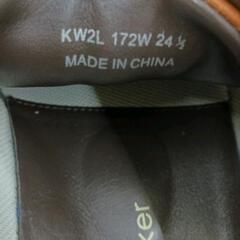 KW2L 172W 24 ½
MADE IN CHINA
ker